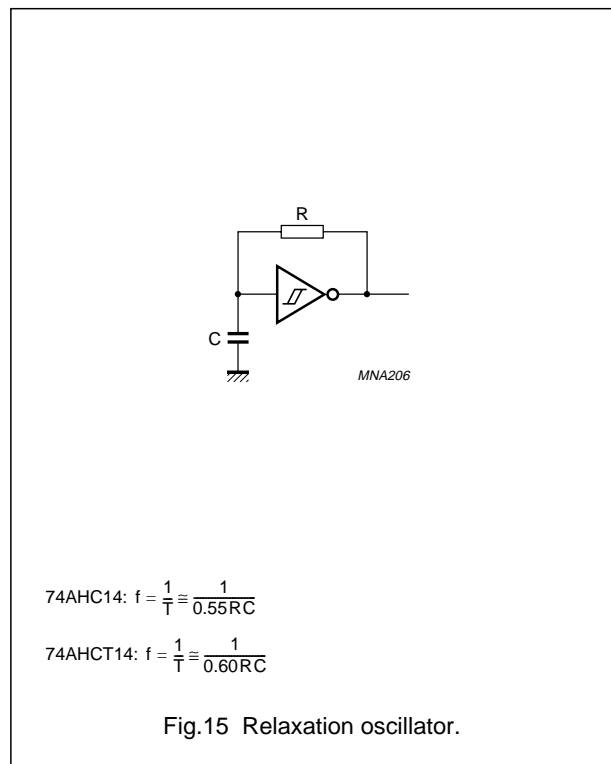 R
C
MNA206
74AHC14: f = 1/T ≅ 1/0.55RC
74AHCT14: f = 1/T ≅ 1/0.60RC
Fig.15 Relaxation oscillator.